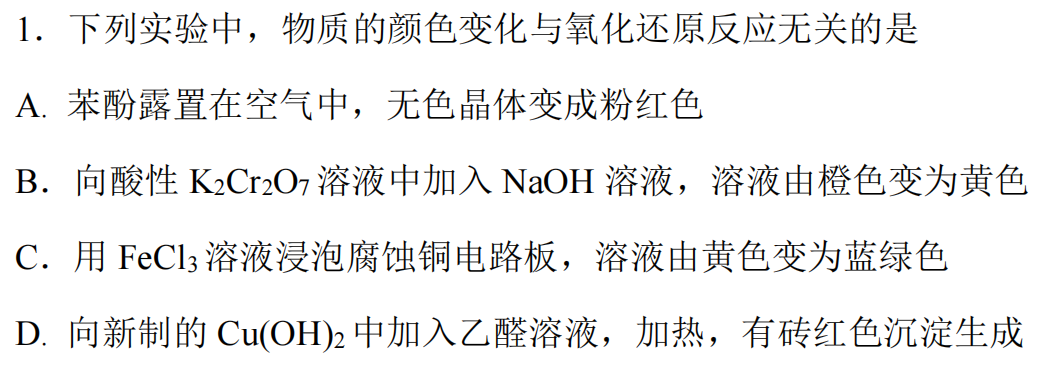 1．下列实验中，物质的颜色变化与氧化还原反应无关的是
A. 苯酚露置在空气中，无色晶体变成粉红色
B．向酸性 K₂Cr₂O₇ 溶液中加入 NaOH 溶液，溶液由橙色变为黄色
C．用 FeCl₃ 溶液浸泡腐蚀铜电路板，溶液由黄色变为蓝绿色
D. 向新制的 Cu(OH)₂ 中加入乙醛溶液，加热，有砖红色沉淀生成